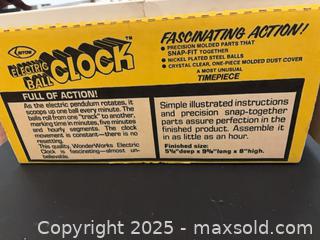 ARROW
ELECTRIC BALL CLOCK™
FASCINATING ACTION!
• PRECISION MOLDED PARTS THAT
SNAP-FIT TOGETHER
• NICKEL PLATED STEEL BALLS
• CRYSTAL CLEAR, ONE-PIECE MOLDED DUST COVER
A MOST UNUSUAL
TIMEPIECE
FULL OF ACTION!
As the electric pendulum rotates, it
scoops up one ball every minute. The
balls roll from one "track" to another,
marking time in minutes, five minutes
and hourly segments. The clock
movement is constant—there is no
resetting.
This quality, WonderWorks Electric
Clock is fascinating—almost un-
believable.
Simple illustrated instructions
and precision snap-together
parts assure perfection in the
finished product. Assemble it
in as little as an hour.
Finished size:
5¾" deep x 9¾" long x 8" high.
Copyright © 2025 - maxsold.com